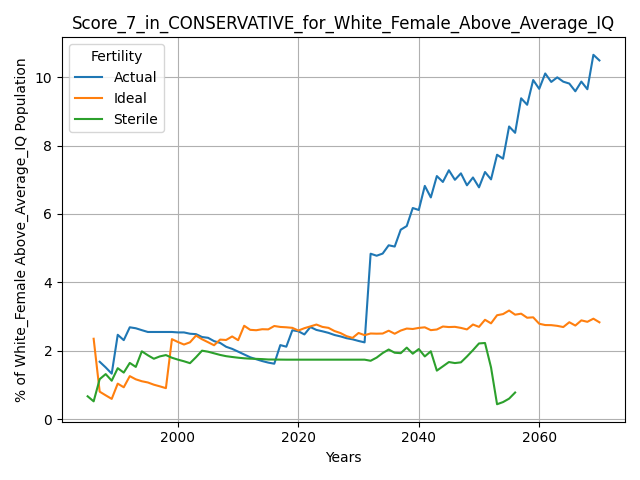 Score_7_in_CONSERVATIVE_for_White_Female_Above_Average_IQ
Fertility
Actual
Ideal
Sterile
% of White_Female Above_Average_IQ Population
10
8
6
4
2
0
2000
2020
2040
2060
Years